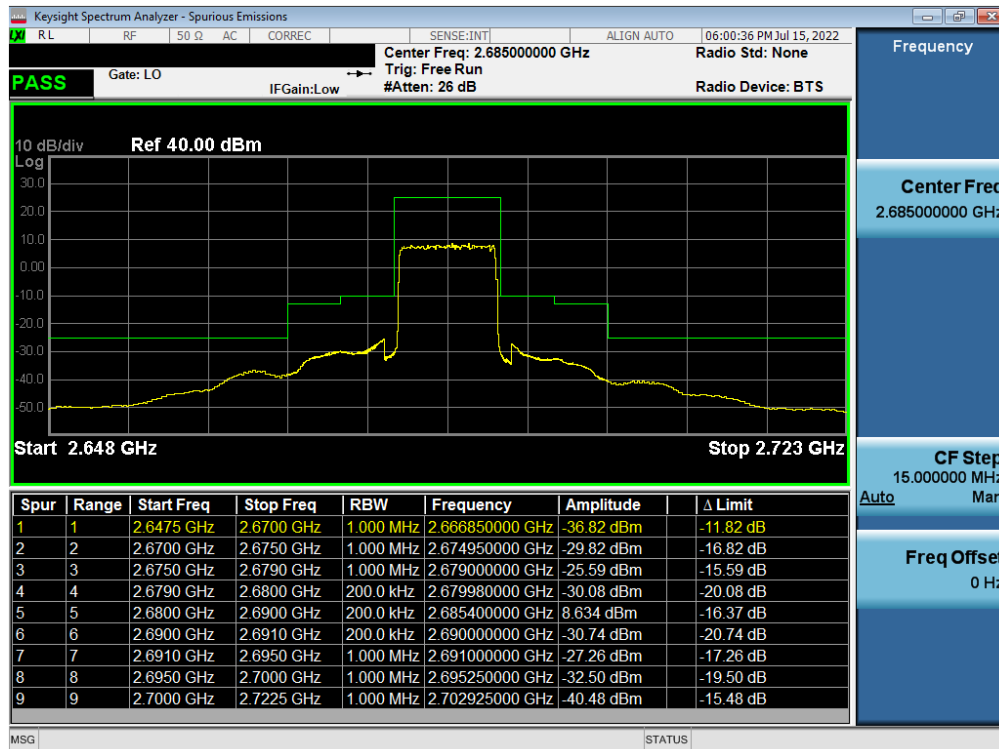 Keysight Spectrum Analyzer - Spurious Emissions
LXI RL RF 50 Ω AC CORREC SENSE:INT ALIGN AUTO 06:00:36 PM Jul 15, 2022
Center Freq: 2.685000000 GHz Radio Std: None
Gate: LO Trig: Free Run
PASS IFGain:Low #Atten: 26 dB Radio Device: BTS
10 dB/div Ref 40.00 dBm
Log
30.0
20.0
10.0
0.00
-10.0
-20.0
-30.0
-40.0
-50.0
Start 2.648 GHz Stop 2.723 GHz
Spur Range Start Freq Stop Freq RBW Frequency Amplitude Δ Limit
1 1 2.6475 GHz 2.6700 GHz 1.000 MHz 2.666850000 GHz -36.82 dBm -11.82 dB
2 2 2.6700 GHz 2.6750 GHz 1.000 MHz 2.674950000 GHz -29.82 dBm -16.82 dB
3 3 2.6750 GHz 2.6790 GHz 1.000 MHz 2.679000000 GHz -25.59 dBm -15.59 dB
4 4 2.6790 GHz 2.6800 GHz 200.0 kHz 2.679980000 GHz -30.08 dBm -20.08 dB
5 5 2.6800 GHz 2.6900 GHz 200.0 kHz 2.685400000 GHz 8.634 dBm -16.37 dB
6 6 2.6900 GHz 2.6910 GHz 200.0 kHz 2.690000000 GHz -30.74 dBm -20.74 dB
7 7 2.6910 GHz 2.6950 GHz 1.000 MHz 2.691000000 GHz -27.26 dBm -17.26 dB
8 8 2.6950 GHz 2.7000 GHz 1.000 MHz 2.695250000 GHz -32.50 dBm -19.50 dB
9 9 2.7000 GHz 2.7225 GHz 1.000 MHz 2.702925000 GHz -40.48 dBm -15.48 dB
MSG STATUS
Frequency
Center Freq
2.685000000 GHz
CF Step
15.000000 MHz
Auto Man
Freq Offset
0 Hz